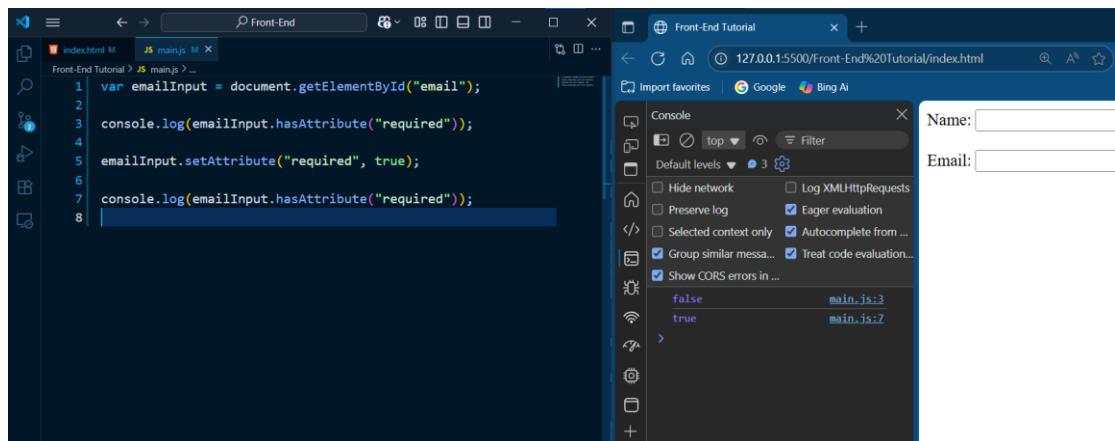 Front-End
index.html M
JS main.js M
Front-End Tutorial > JS main.js > ...
1 var emailInput = document.getElementById("email");
2
3 console.log(emailInput.hasAttribute("required"));
4
5 emailInput.setAttribute("required", true);
6
7 console.log(emailInput.hasAttribute("required"));
8
Front-End Tutorial
127.0.0.1:5500/Front-End%20Tutorial/index.html
Import favorites
Google
Bing Ai
Console
top
Filter
Default levels
3
Hide network
Log XMLHttpRequests
Preserve log
Eager evaluation
Selected context only
Autocomplete from ...
Group similar messa...
Treat code evaluation...
Show CORS errors in ...
false main.js:3
true main.js:7
>
Name:
Email: